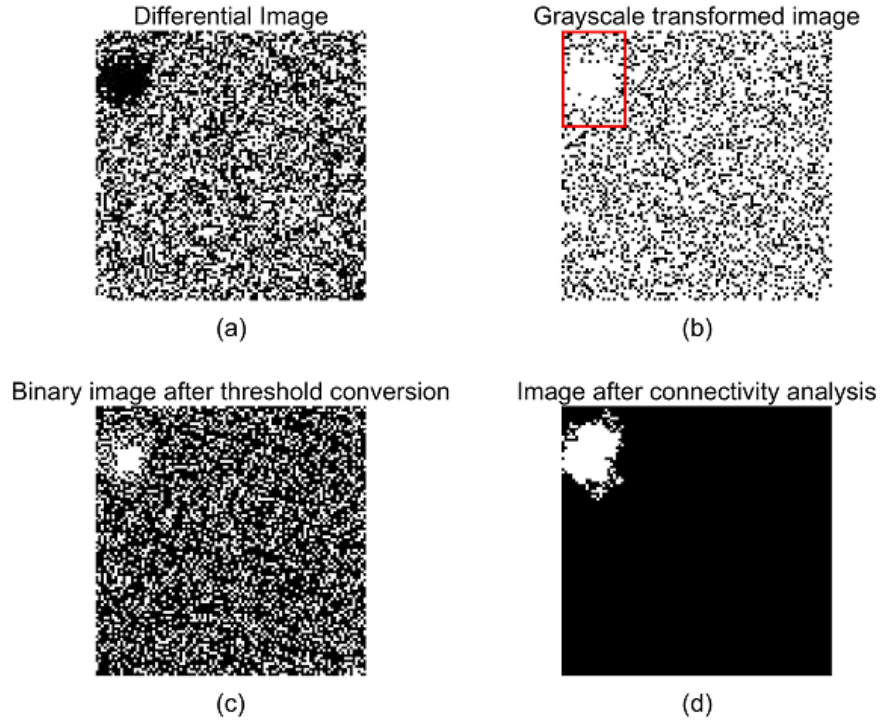 Differential Image
Grayscale transformed image
(a)
(b)
Binary image after threshold conversion
Image after connectivity analysis
(c)
(d)